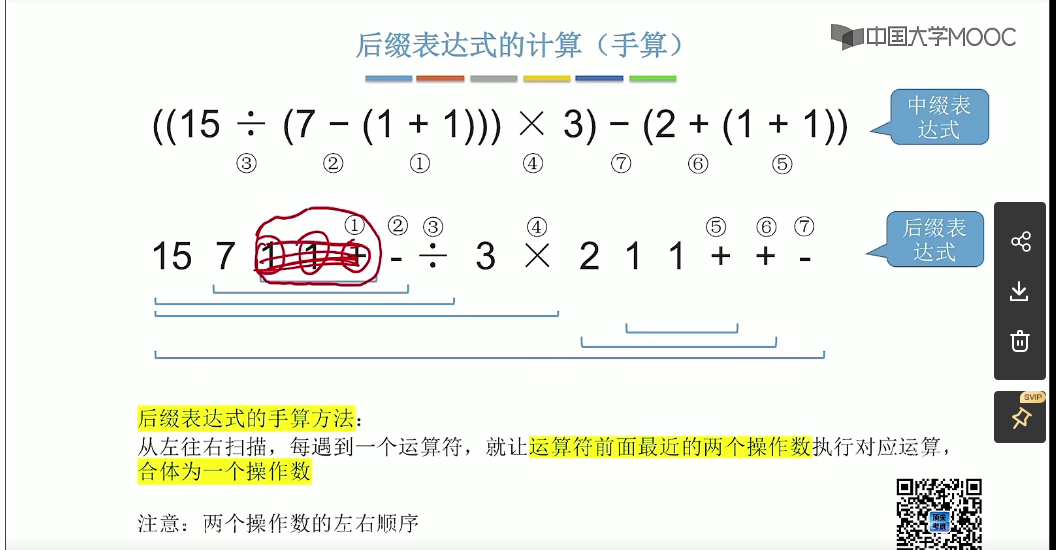 后缀表达式的计算（手算）
中国大学MOOC
((15 ÷ (7 − (1 + 1))) × 3) − (2 + (1 + 1))
中缀表
达式
③ ② ① ④ ⑦ ⑥ ⑤
① ② ③ ④ ⑤ ⑥ ⑦
15 7 1 1 + - ÷ 3 × 2 1 1 + + -
后缀表
达式
SVIP
后缀表达式的手算方法：
从左往右扫描，每遇到一个运算符，就让运算符前面最近的两个操作数执行对应运算，
合体为一个操作数
注意：两个操作数的左右顺序